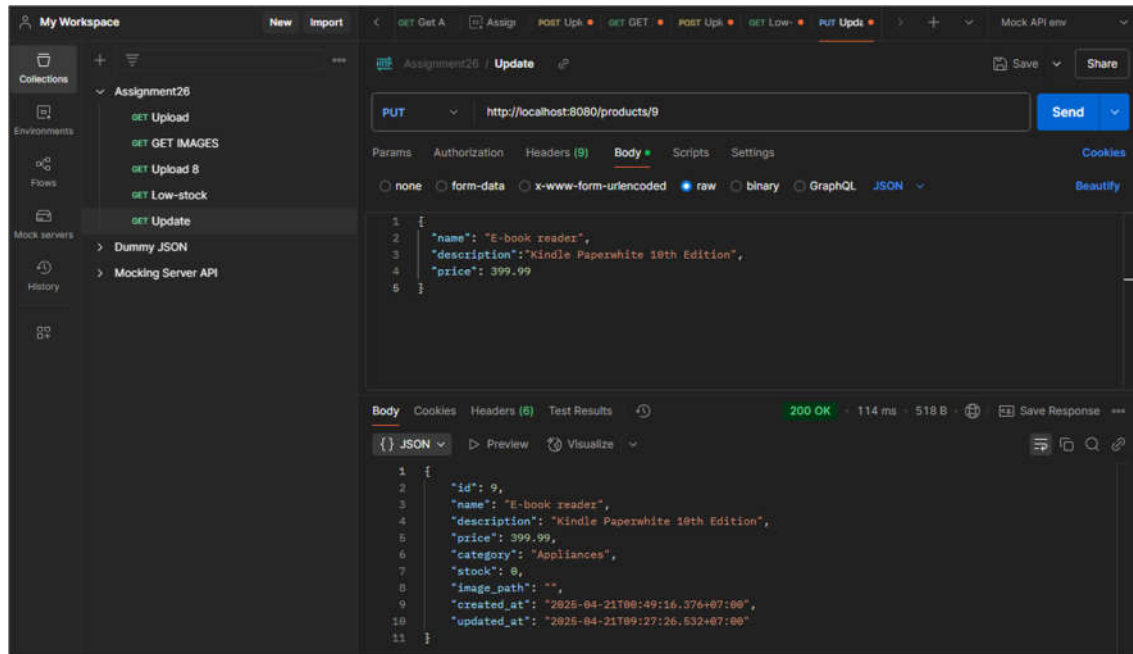 My Workspace
New
Import
GET Get A
Assig
POST Upl
GET GET
POST Upl
GET Low-
PUT Upda
Mock API env
Collections
Environments
Flows
Mock servers
History
Assignment26
GET Upload
GET GET IMAGES
GET Upload 8
GET Low-stock
GET Update
Dummy JSON
Mocking Server API
HTTP
Assignment26 / Update
Save
Share
PUT
http://localhost:8080/products/9
Send
Params Authorization Headers (9) Body Scripts Settings
Cookies
none form-data x-www-form-urlencoded raw binary GraphQL JSON
Beautify
1 {
2 "name": "E-book reader",
3 "description":"Kindle Paperwhite 10th Edition",
4 "price": 399.99
5 }
Body Cookies Headers (6) Test Results
200 OK 114 ms 518 B
Save Response
{} JSON Preview Visualize
1 {
2 "id": 9,
3 "name": "E-book reader",
4 "description": "Kindle Paperwhite 10th Edition",
5 "price": 399.99,
6 "category": "Appliances",
7 "stock": 0,
8 "image_path": "",
9 "created_at": "2025-04-21T00:49:16.376+07:00",
10 "updated_at": "2025-04-21T09:27:26.532+07:00"
11 }